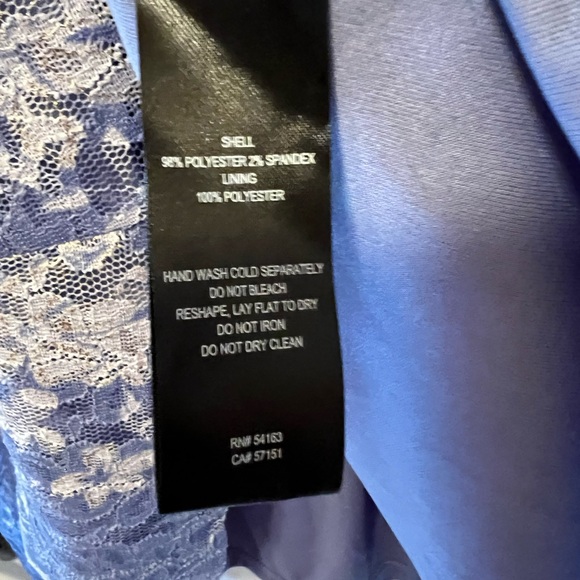 SHELL
98% POLYESTER 2% SPANDEX
LINING
100% POLYESTER
HAND WASH COLD SEPARATELY
DO NOT BLEACH
RESHAPE, LAY FLAT TO DRY
DO NOT IRON
DO NOT DRY CLEAN
RN# 54163
CA# 57151